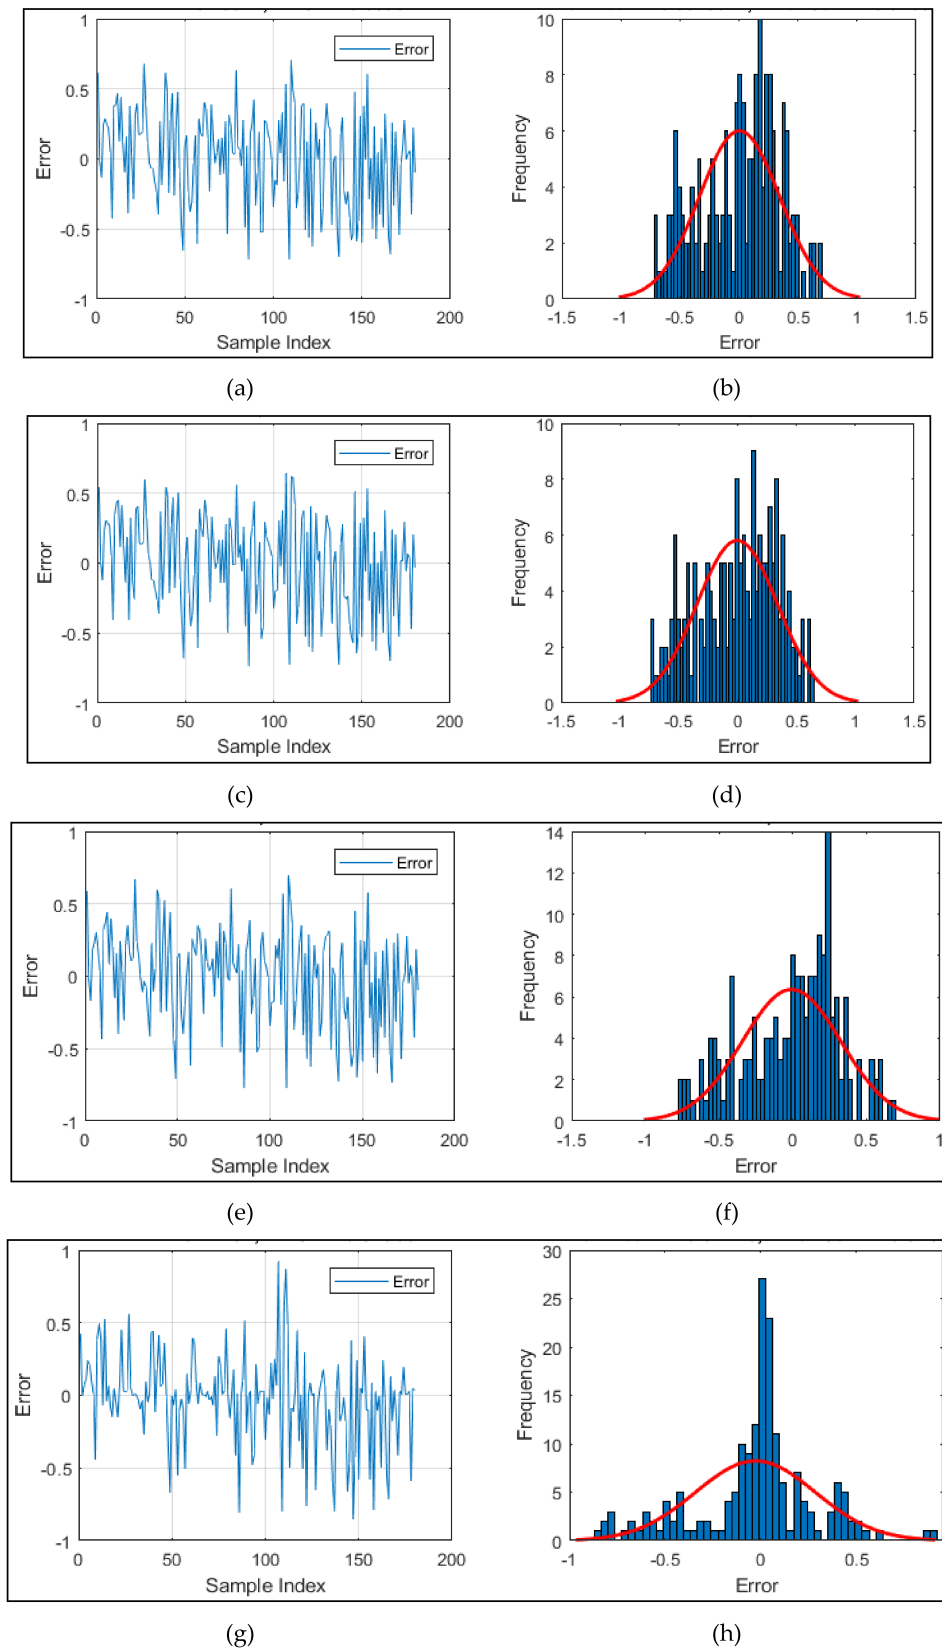 1
0.5
0
-0.5
-1
Error
Error
0 50 100 150 200
Sample Index
10
8
6
4
2
0
Frequency
-1.5 -1 -0.5 0 0.5 1 1.5
Error
(a) (b)
1
0.5
0
-0.5
-1
Error
Error
0 50 100 150 200
Sample Index
10
8
6
4
2
0
Frequency
-1.5 -1 -0.5 0 0.5 1 1.5
Error
(c) (d)
1
0.5
0
-0.5
-1
Error
Error
0 50 100 150 200
Sample Index
14
12
10
8
6
4
2
0
Frequency
-1.5 -1 -0.5 0 0.5 1
Error
(e) (f)
1
0.5
0
-0.5
-1
Error
Error
0 50 100 150 200
Sample Index
30
25
20
15
10
5
0
Frequency
-1 -0.5 0 0.5
Error
(g) (h)